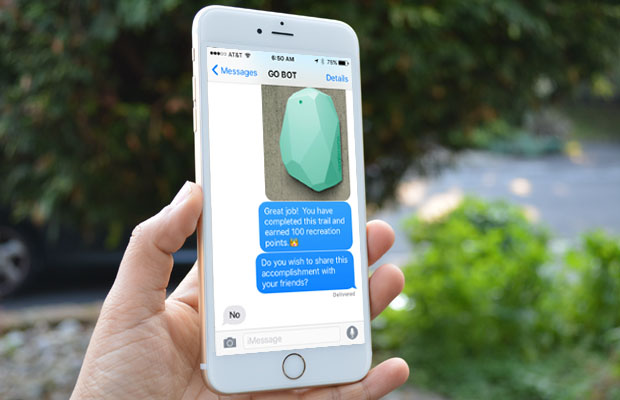 AT&T 6:50 AM 75%
Messages GO BOT Details
Great job! You have
completed this trail and
earned 100 recreation
points.
Do you wish to share this
accomplishment with
your friends?
Delivered
No
iMessage